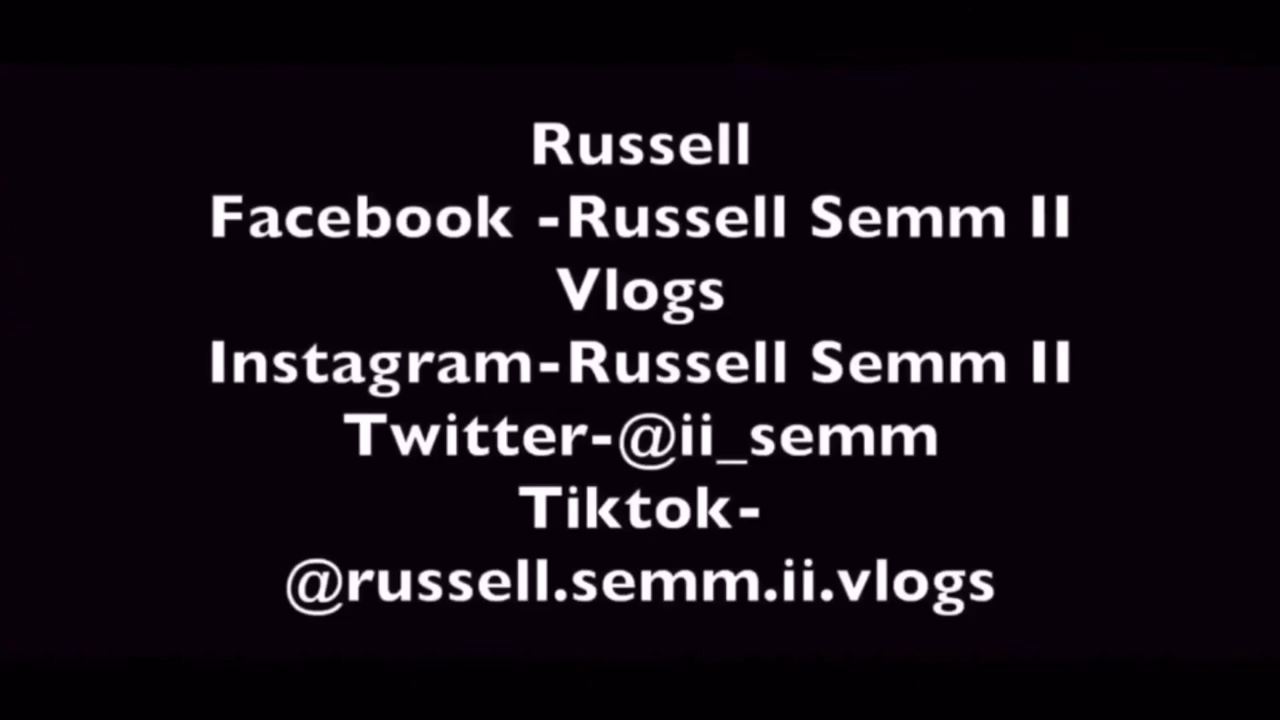 Russell
Facebook -Russell Semm II
Vlogs
Instagram-Russell Semm II
Twitter-@ii_semm
Tiktok-
@russell.semm.ii.vlogs